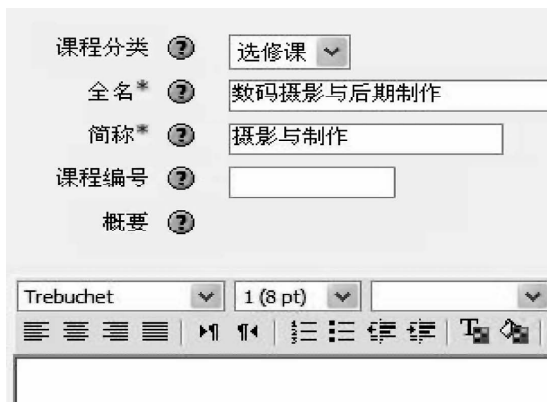 课程分类 选修课
全名* 数码摄影与后期制作
简称* 摄影与制作
课程编号
概要
Trebuchet 1 (8 pt)